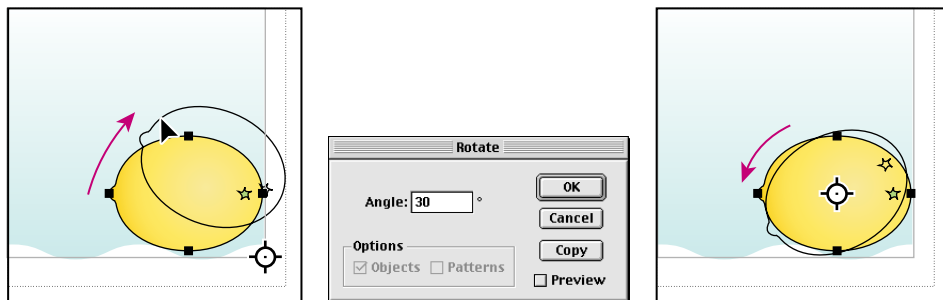 Rotate
Angle: 30 °
OK
Cancel
Options
Copy
Objects Patterns
Preview